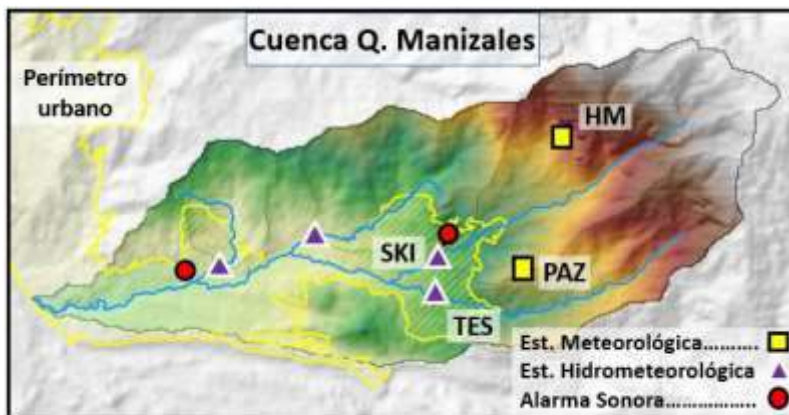 Cuenca Q. Manizales
Perímetro
urbano
HM
SKI
PAZ
TES
Est. Meteorológica..........
Est. Hidrometeorológica
Alarma Sonora................